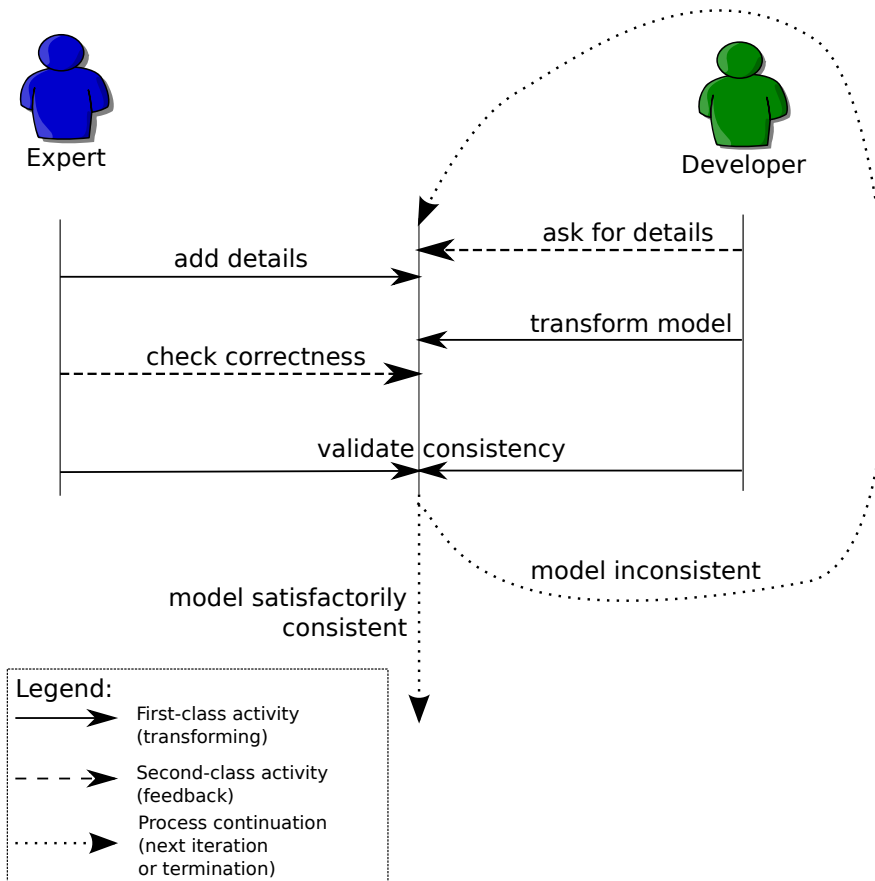 Expert
Developer
ask for details
add details
transform model
check correctness
validate consistency
model inconsistent
model satisfactorily
consistent
Legend:
First-class activity
(transforming)
Second-class activity
(feedback)
Process continuation
(next iteration
or termination)